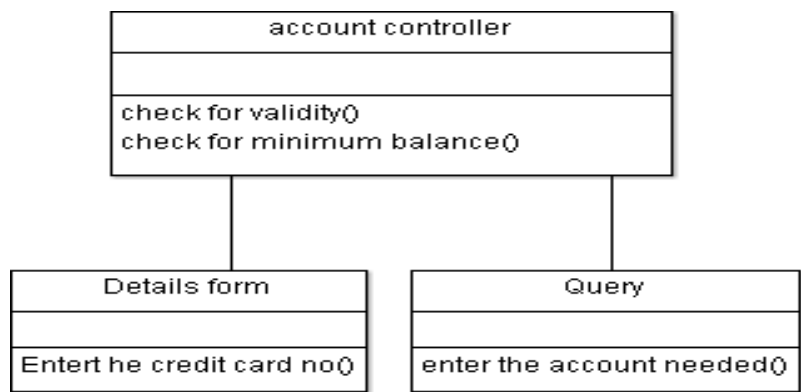 account controller
check for validity()
check for minimum balance()
Details form
Entert he credit card no()
Query
enter the account needed()